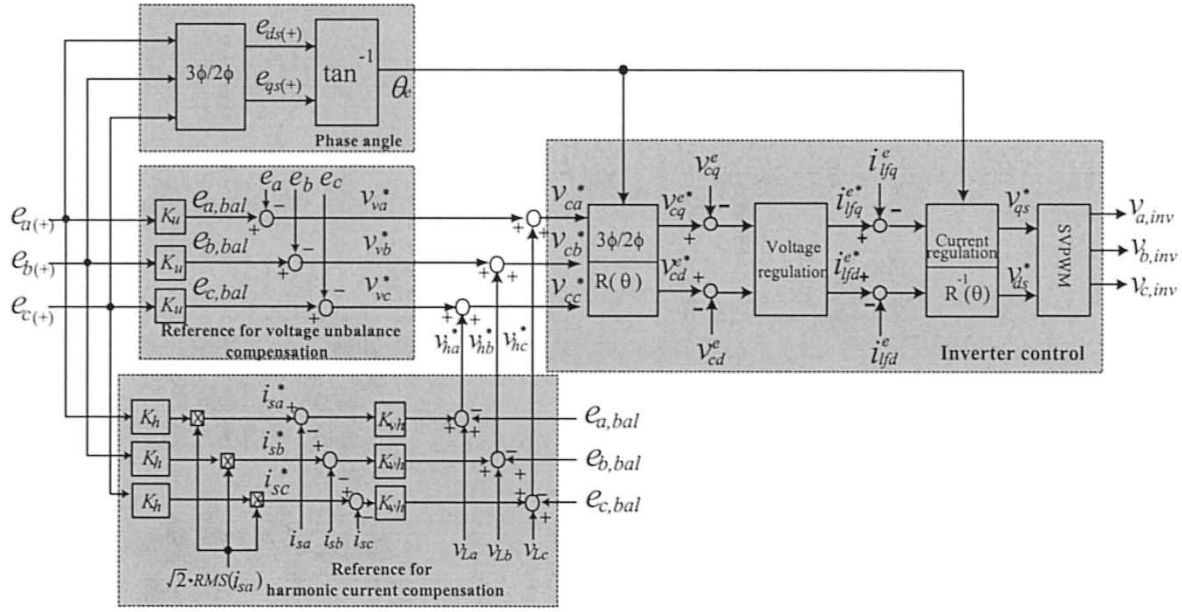 3ϕ/2ϕ
e_ds(+)
e_qs(+)
tan⁻¹
θ_e
Phase angle
e_a(+)
e_b(+)
e_c(+)
K_u
K_u
K_u
e_a,bal
e_b,bal
e_c,bal
e_a e_b e_c
v_va*
v_vb*
v_vc*
Reference for voltage unbalance
compensation
v_ha* v_hb* v_hc*
v_ca*
v_cb*
v_cc*
3ϕ/2ϕ
R(θ)
v_cq^e*
v_cd^e*
v_cq^e
v_cd^e
Voltage
regulation
i_lfq^e*
i_lfd^e*
i_lfq^e
i_lfd^e
Current
regulation
R⁻¹(θ)
v_qs*
v_ds*
SVPWM
v_a,inv
v_b,inv
v_c,inv
Inverter control
K_h
K_h
K_h
i_sa*
i_sb*
i_sc*
K_vh
K_vh
K_vh
e_a,bal
e_b,bal
e_c,bal
i_sa i_sb i_sc
v_La v_Lb v_Lc
√2·RMS(i_sa)
Reference for
harmonic current compensation